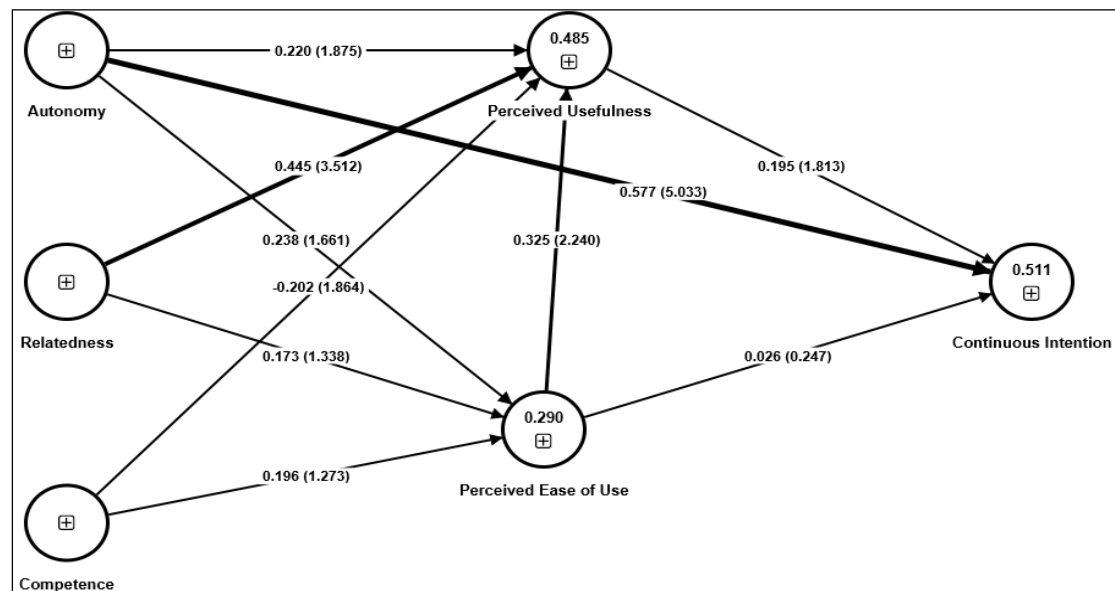 0.485
0.220 (1.875)
Autonomy
Perceived Usefulness
0.445 (3.512)
0.195 (1.813)
0.577 (5.033)
0.238 (1.661)
0.325 (2.240)
0.511
-0.202 (1.864)
Relatedness
Continuous Intention
0.173 (1.338)
0.026 (0.247)
0.290
0.196 (1.273)
Perceived Ease of Use
Competence